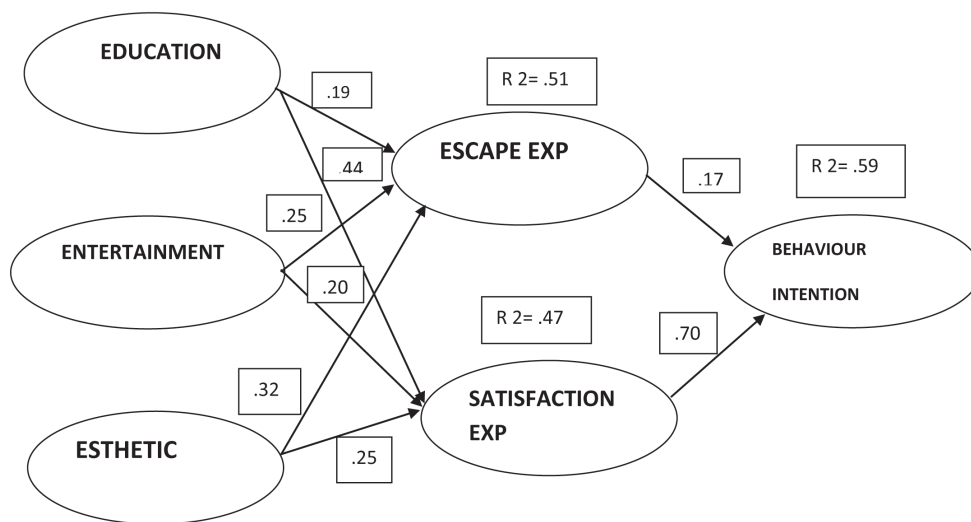 EDUCATION
R 2= .51
.19
ESCAPE EXP
.44
R 2= .59
.17
.25
ENTERTAINMENT
BEHAVIOUR
INTENTION
.20
R 2= .47
.70
.32
SATISFACTION
EXP
ESTHETIC
.25